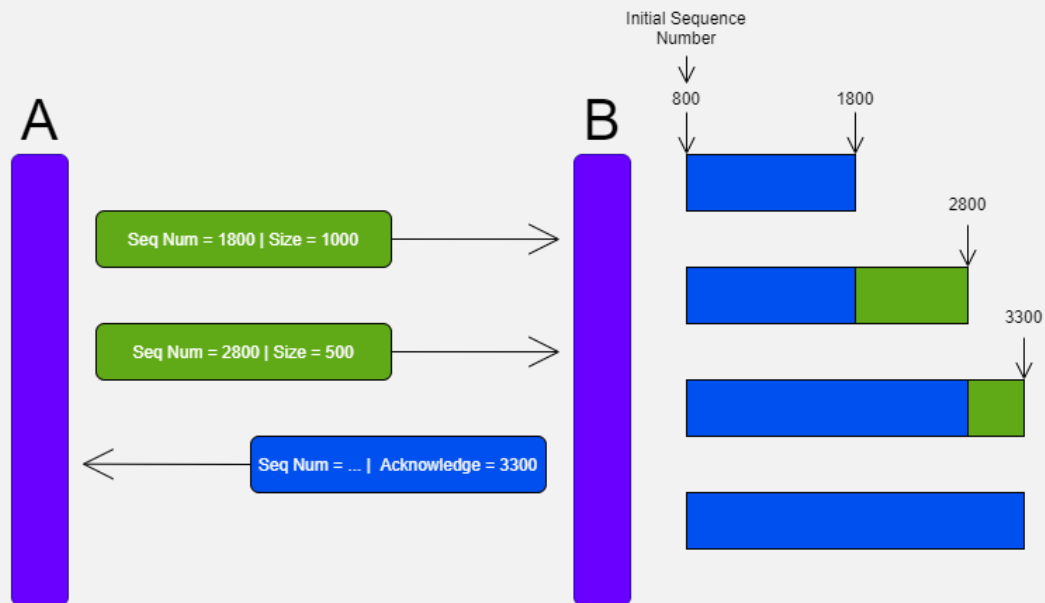 Initial Sequence
Number
800
1800
A
B
Seq Num = 1800 | Size = 1000
2800
Seq Num = 2800 | Size = 500
3300
Seq Num = ... | Acknowledge = 3300